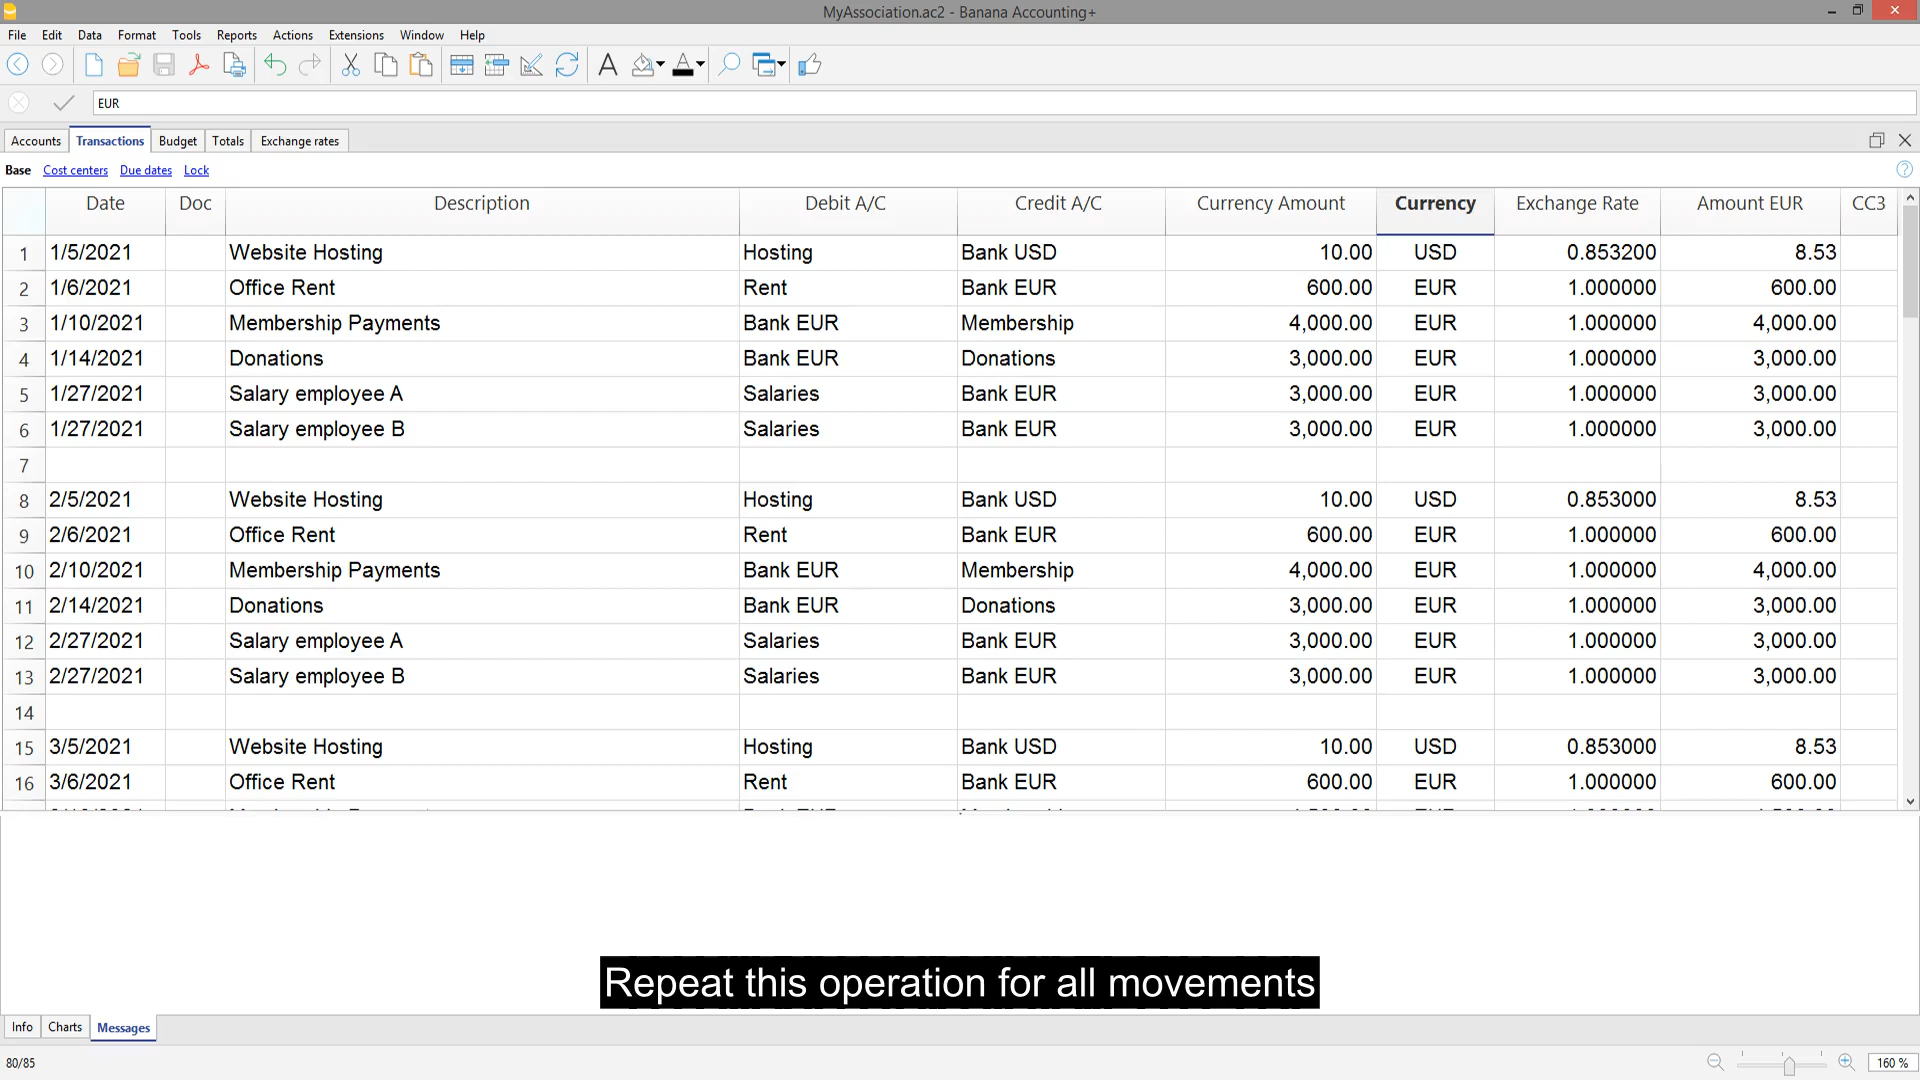 MyAssociation.ac2 - Banana Accounting+
File Edit Data Format Tools Reports Actions Extensions Window Help
EUR
Accounts Transactions Budget Totals Exchange rates
Base Cost centers Due dates Lock
Date Doc Description Debit A/C Credit A/C Currency Amount Currency Exchange Rate Amount EUR CC3
1 1/5/2021 Website Hosting Hosting Bank USD 10.00 USD 0.853200 8.53
2 1/6/2021 Office Rent Rent Bank EUR 600.00 EUR 1.000000 600.00
3 1/10/2021 Membership Payments Bank EUR Membership 4,000.00 EUR 1.000000 4,000.00
4 1/14/2021 Donations Bank EUR Donations 3,000.00 EUR 1.000000 3,000.00
5 1/27/2021 Salary employee A Salaries Bank EUR 3,000.00 EUR 1.000000 3,000.00
6 1/27/2021 Salary employee B Salaries Bank EUR 3,000.00 EUR 1.000000 3,000.00
7
8 2/5/2021 Website Hosting Hosting Bank USD 10.00 USD 0.853000 8.53
9 2/6/2021 Office Rent Rent Bank EUR 600.00 EUR 1.000000 600.00
10 2/10/2021 Membership Payments Bank EUR Membership 4,000.00 EUR 1.000000 4,000.00
11 2/14/2021 Donations Bank EUR Donations 3,000.00 EUR 1.000000 3,000.00
12 2/27/2021 Salary employee A Salaries Bank EUR 3,000.00 EUR 1.000000 3,000.00
13 2/27/2021 Salary employee B Salaries Bank EUR 3,000.00 EUR 1.000000 3,000.00
14
15 3/5/2021 Website Hosting Hosting Bank USD 10.00 USD 0.853000 8.53
16 3/6/2021 Office Rent Rent Bank EUR 600.00 EUR 1.000000 600.00
Repeat this operation for all movements
Info Charts Messages
80/85
160 %